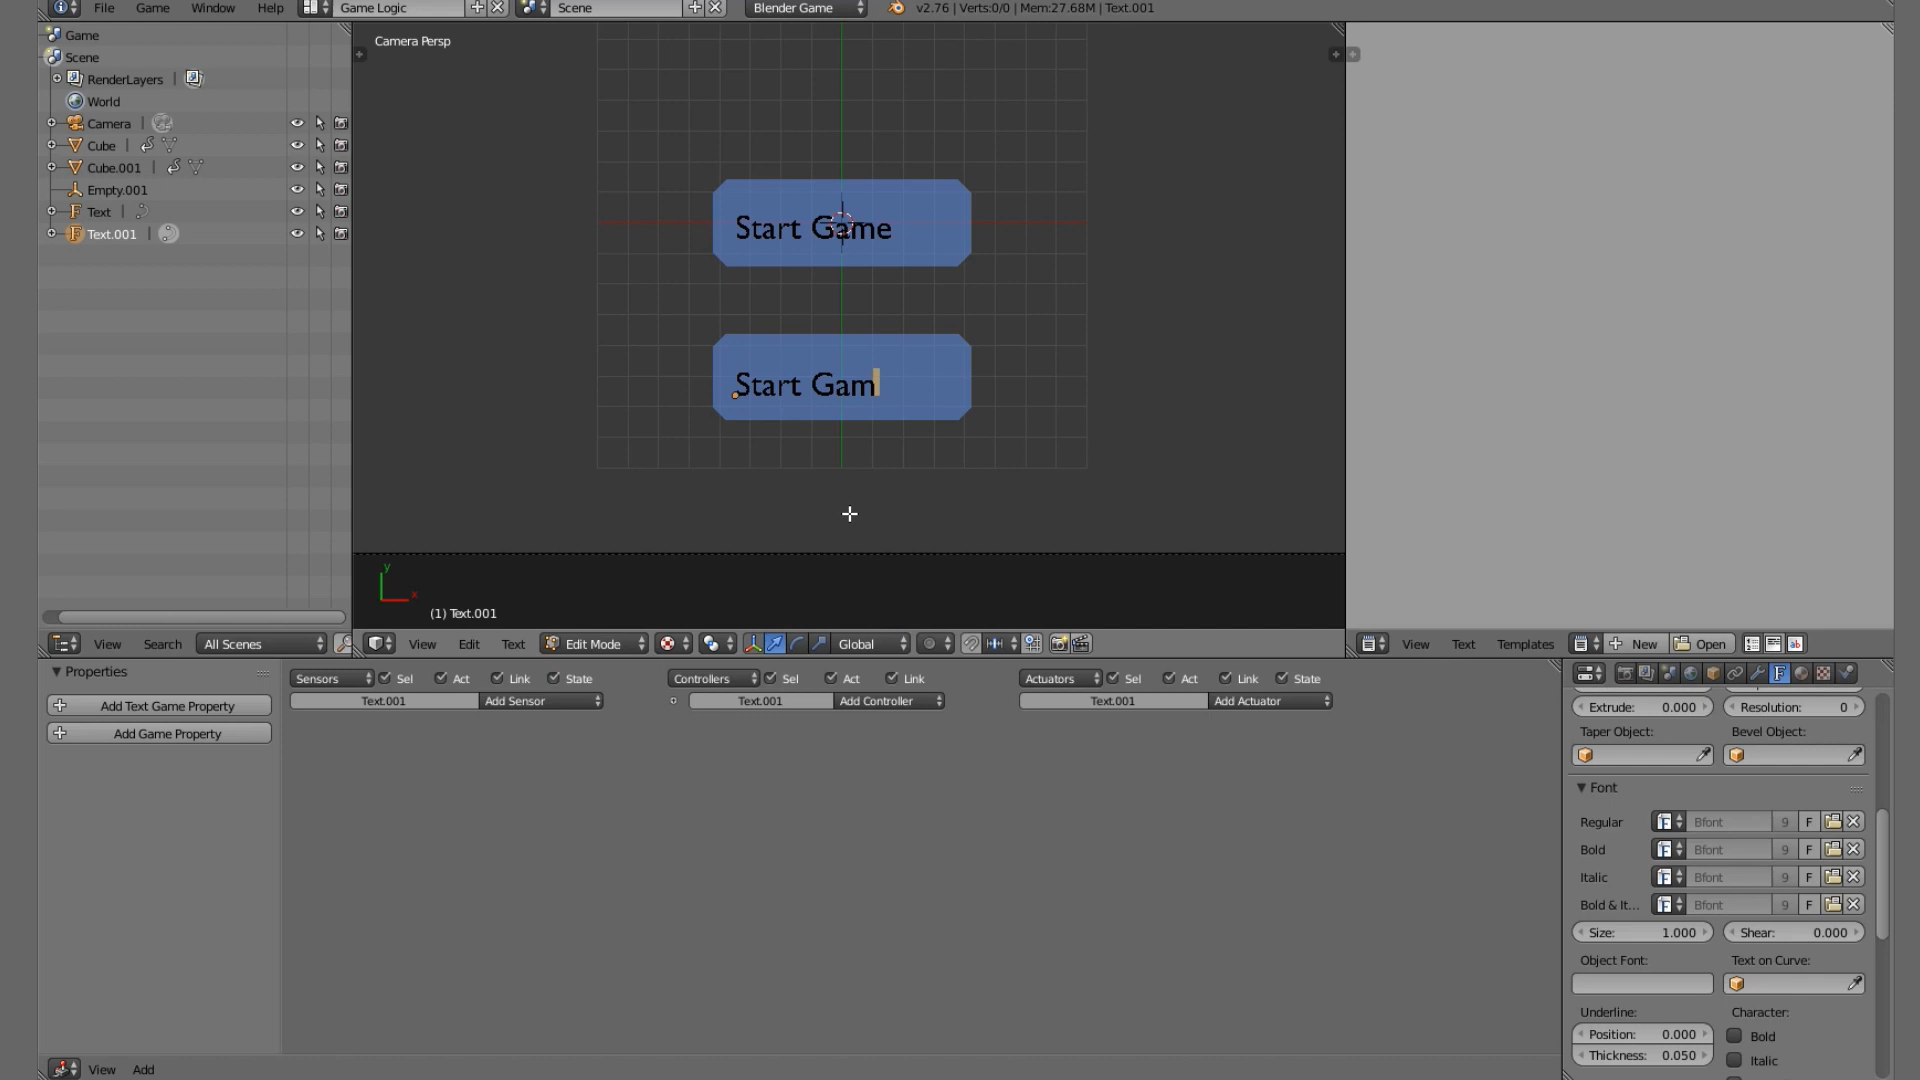 File Game Window Help Game Logic Scene Blender Game v2.76 | Verts:0/0 | Mem:27.68M | Text.001
Game
Scene
RenderLayers
World
Camera
Cube
Cube.001
Empty.001
Text
Text.001
Camera Persp
Start Game
Start Gam
y
x
(1) Text.001
View Search All Scenes
View Edit Text Edit Mode Global
View Text Templates New Open
Properties
Add Text Game Property
Add Game Property
Sensors Sel Act Link State
Text.001 Add Sensor
Controllers Sel Act Link
Text.001 Add Controller
Actuators Sel Act Link State
Text.001 Add Actuator
Extrude: 0.000 Resolution: 0
Taper Object: Bevel Object:
Font
Regular Bfont 9 F
Bold Bfont 9 F
Italic Bfont 9 F
Bold & It... Bfont 9 F
Size: 1.000 Shear: 0.000
Object Font: Text on Curve:
Underline: Character:
Position: 0.000 Bold
Thickness: 0.050 Italic
View Add